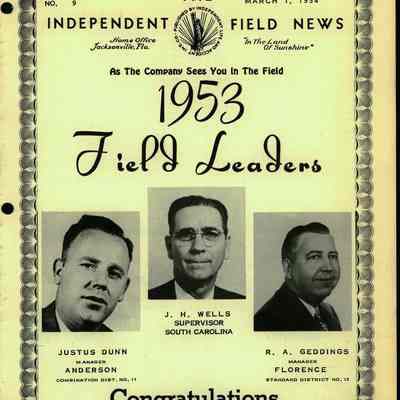 THE
NO. 9
MARCH 1, 1954
INDEPENDENT FIELD NEWS
Home Office
Jacksonville, Fla.
"In The Land
Of Sunshine"
As The Company Sees You In The Field
1953
Field Leaders
J. H. WELLS
SUPERVISOR
SOUTH CAROLINA
JUSTUS DUNN
MANAGER
ANDERSON
COMBINATION DIST. NO. 11
R. A. GEDDINGS
MANAGER
FLORENCE
STANDARD DISTRICT NO. 12
Congratulations